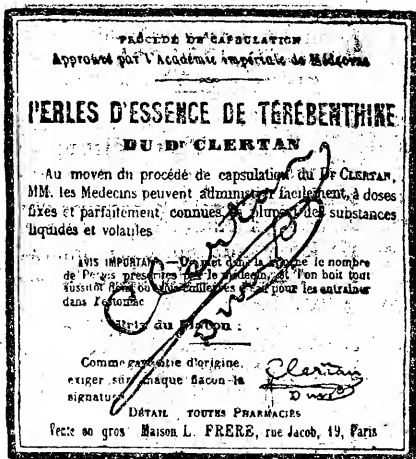 PROCÉDÉ DE CAPSULATION
Approuvé par l'Académie impériale de Médecine
PERLES D'ESSENCE DE TÉRÉBENTHINE
DU Dr CLERTAN
Au moyen du procédé de capsulation du Dr CLERTAN,
MM. les Medecins peuvent administrer facilement, à doses
fixes et parfaitement connues la plupart des substances
liquides et volatiles
AVIS IMPORTANT — On met dans la bouche le nombre
de Perles prescrites par le médecin, et l'on boit tout
aussitôt deux ou cuillerées pour les entraîner
dans l'estomac
Prix du Flacon :
Comme garantie d'origine,
exiger sur chaque flacon la
signature
Clertan
DÉTAIL TOUTES PHARMACIES
Vente en gros Maison L. FRERE, rue Jacob, 19, Paris
Clertan